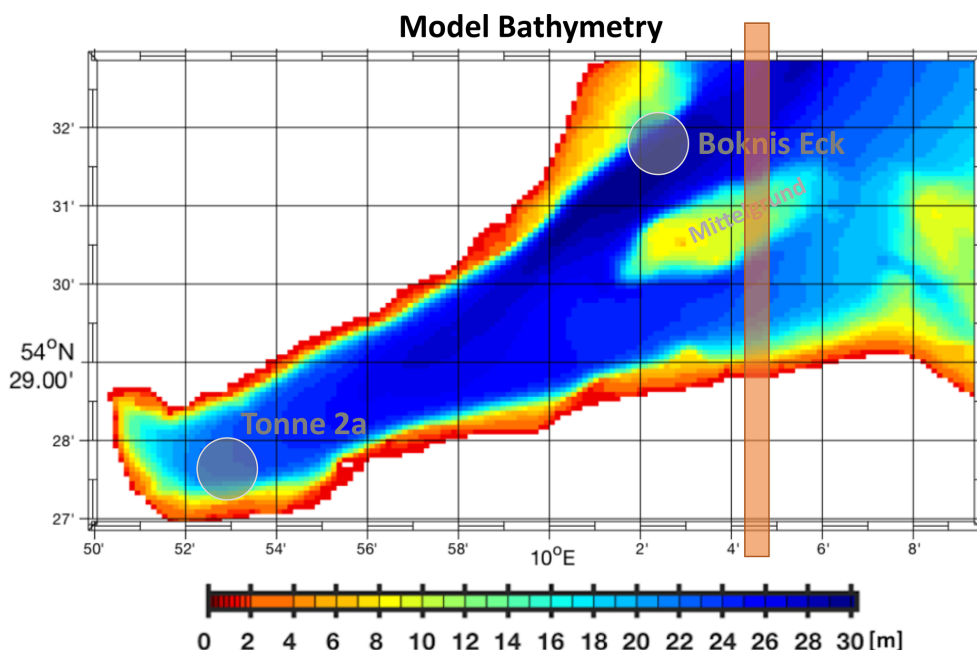 Model Bathymetry
32'
Boknis Eck
31'
Mittelgrund
30'
54°N
29.00'
Tonne 2a
28'
27'
50' 52' 54' 56' 58' 10°E 2' 4' 6' 8'
0 2 4 6 8 10 12 14 16 18 20 22 24 26 28 30 [m]